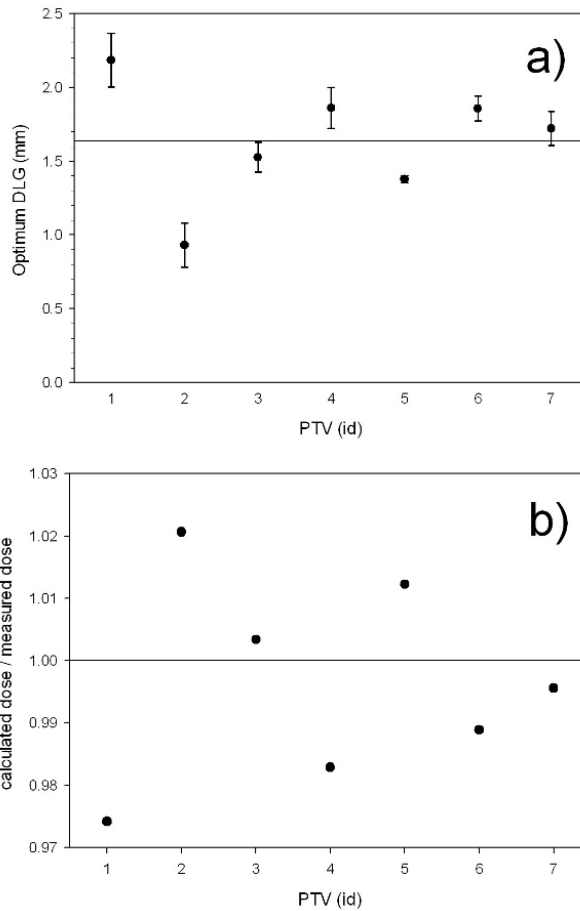 a)
Optimum DLG (mm)
2.5
2.0
1.5
1.0
0.5
0.0
1 2 3 4 5 6 7
PTV (id)
b)
calculated dose / measured dose
1.03
1.02
1.01
1.00
0.99
0.98
0.97
1 2 3 4 5 6 7
PTV (id)